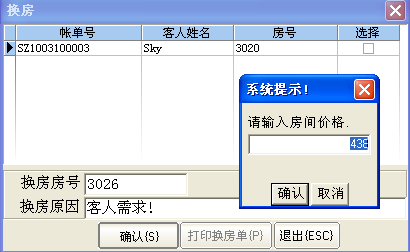 换房
帐单号 客人姓名 房号 选择
SZ1003100003 Sky 3020
系统提示!
请输入房间价格.
438
确认 取消
换房房号 3026
换房原因 客人需求!
确认{S} 打印换房单{P} 退出{ESC}